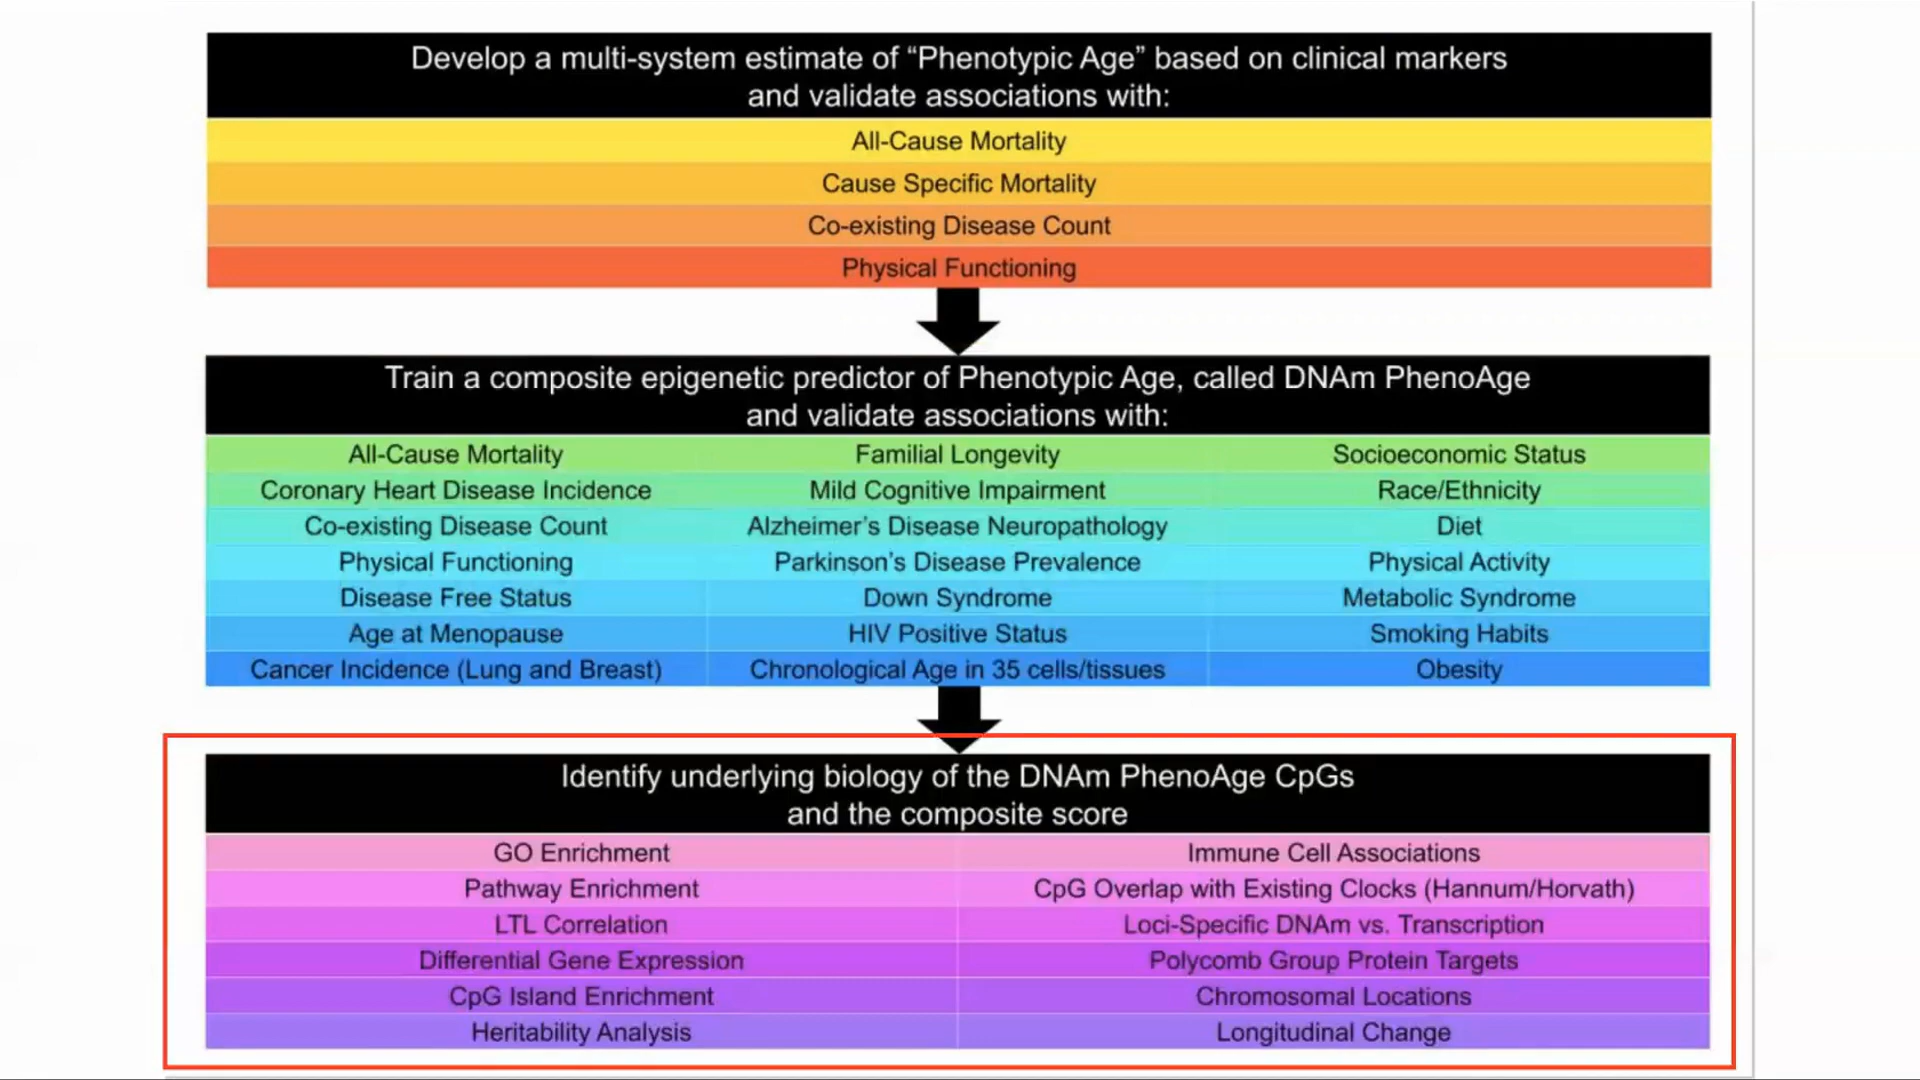 Develop a multi-system estimate of “Phenotypic Age” based on clinical markers
and validate associations with:
All-Cause Mortality
Cause Specific Mortality
Co-existing Disease Count
Physical Functioning
Train a composite epigenetic predictor of Phenotypic Age, called DNAm PhenoAge
and validate associations with:
All-Cause Mortality Familial Longevity Socioeconomic Status
Coronary Heart Disease Incidence Mild Cognitive Impairment Race/Ethnicity
Co-existing Disease Count Alzheimer’s Disease Neuropathology Diet
Physical Functioning Parkinson’s Disease Prevalence Physical Activity
Disease Free Status Down Syndrome Metabolic Syndrome
Age at Menopause HIV Positive Status Smoking Habits
Cancer Incidence (Lung and Breast) Chronological Age in 35 cells/tissues Obesity
Identify underlying biology of the DNAm PhenoAge CpGs
and the composite score
GO Enrichment Immune Cell Associations
Pathway Enrichment CpG Overlap with Existing Clocks (Hannum/Horvath)
LTL Correlation Loci-Specific DNAm vs. Transcription
Differential Gene Expression Polycomb Group Protein Targets
CpG Island Enrichment Chromosomal Locations
Heritability Analysis Longitudinal Change